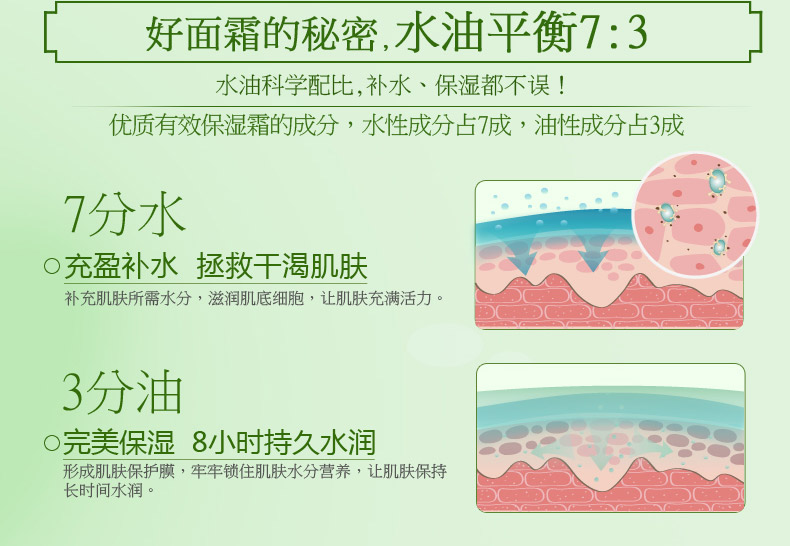 好面霜的秘密,水油平衡7:3
水油科学配比,补水、保湿都不误!
优质有效保湿霜的成分,水性成分占7成,油性成分占3成
7分水
充盈补水 拯救干渴肌肤
补充肌肤所需水分,滋润肌底细胞,让肌肤充满活力。
3分油
完美保湿 8小时持久水润
形成肌肤保护膜,牢牢锁住肌肤水分营养,让肌肤保持
长时间水润。